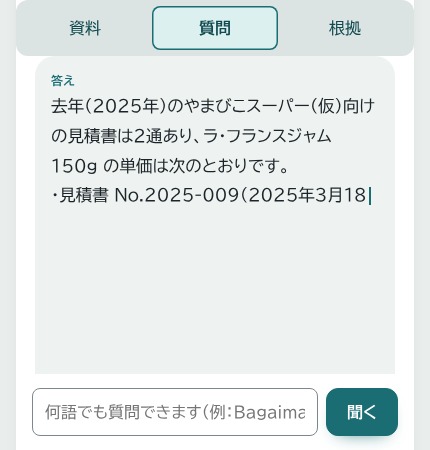 資料
質問
根拠
答え
去年(2025年)のやまびこスーパー(仮)向け
の見積書は2通あり、ラ・フランスジャム
150g の単価は次のとおりです。
・見積書 No.2025-009(2025年3月18
何語でも質問できます(例:Bagaima
聞く